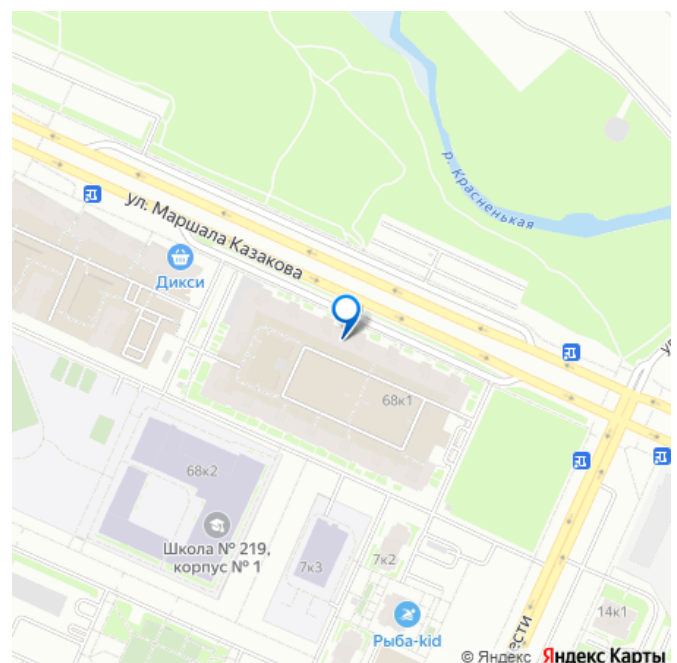 р. Красненькая
ул. Маршала Казакова
Дикси
68к1
68к2
Школа № 219,
корпус № 1
7к3
7к2
Рыба-kid
14к1
© Яндекс Яндекс Карты